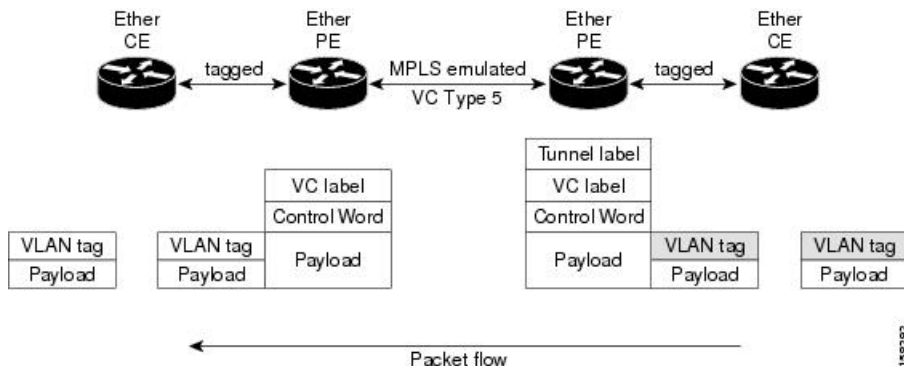 Ether
CE
Ether
PE
Ether
PE
Ether
CE
tagged
MPLS emulated
VC Type 5
tagged
Tunnel label
VC label
VC label
Control Word
Control Word
VLAN tag
VLAN tag
Payload
Payload
VLAN tag
VLAN tag
Payload
Payload
Payload
Payload
Packet flow
158393